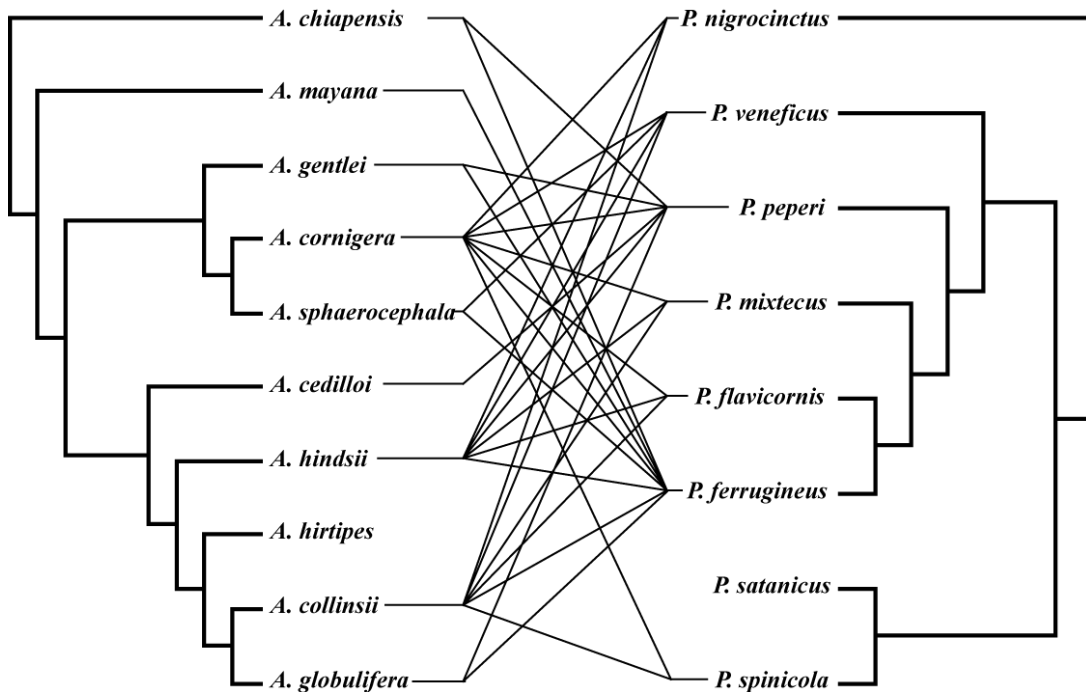 A. chiapensis
A. mayana
A. gentlei
A. cornigera
A. sphaerocephala
A. cedilloi
A. hindsii
A. hirtipes
A. collinsii
A. globulifera
P. nigrocinctus
P. veneficus
P. peperi
P. mixtecus
P. flavicornis
P. ferrugineus
P. satanicus
P. spinicola